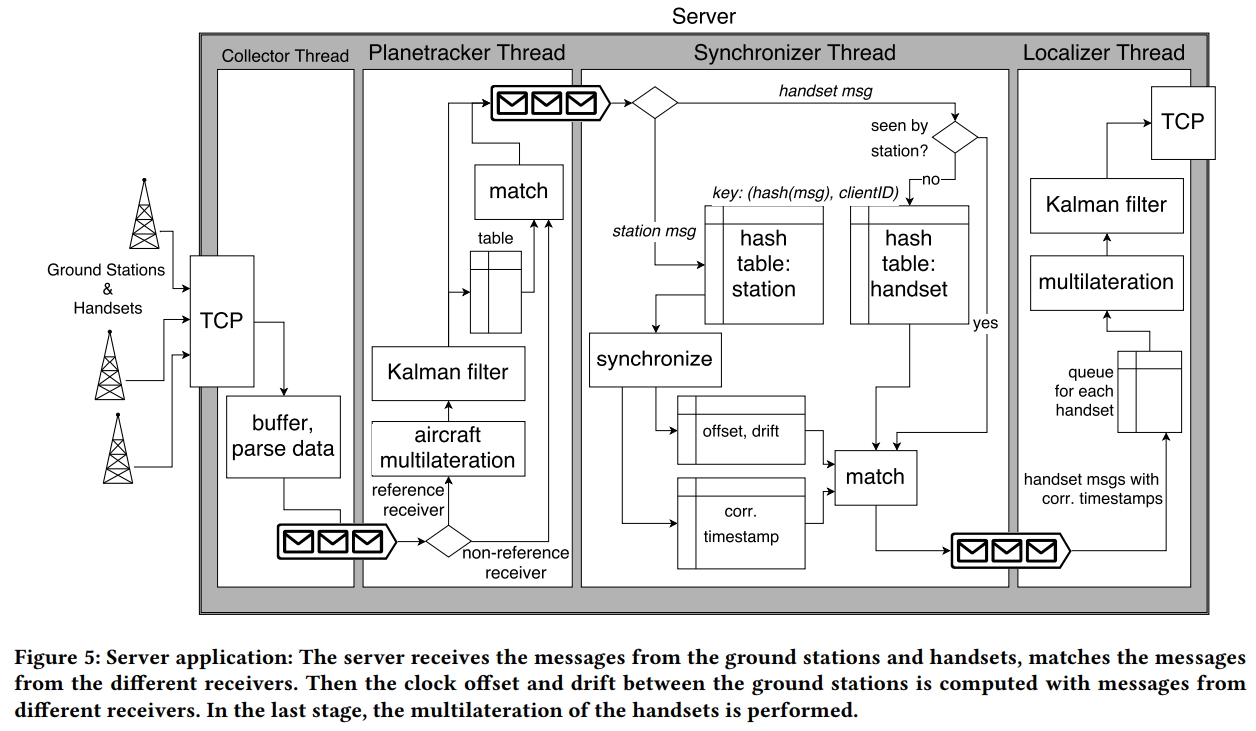 Server
Collector Thread
Planetracker Thread
Synchronizer Thread
Localizer Thread
Ground Stations
&
Handsets
TCP
buffer,
parse data
match
table
Kalman filter
aircraft
multilateration
reference
receiver
non-reference
receiver
handset msg
seen by
station?
no
yes
key: (hash(msg), clientID)
station msg
hash
table:
station
hash
table:
handset
synchronize
offset, drift
corr.
timestamp
match
TCP
Kalman filter
multilateration
queue
for each
handset
handset msgs with
corr. timestamps
Figure 5: Server application: The server receives the messages from the ground stations and handsets, matches the messages
from the different receivers. Then the clock offset and drift between the ground stations is computed with messages from
different receivers. In the last stage, the multilateration of the handsets is performed.